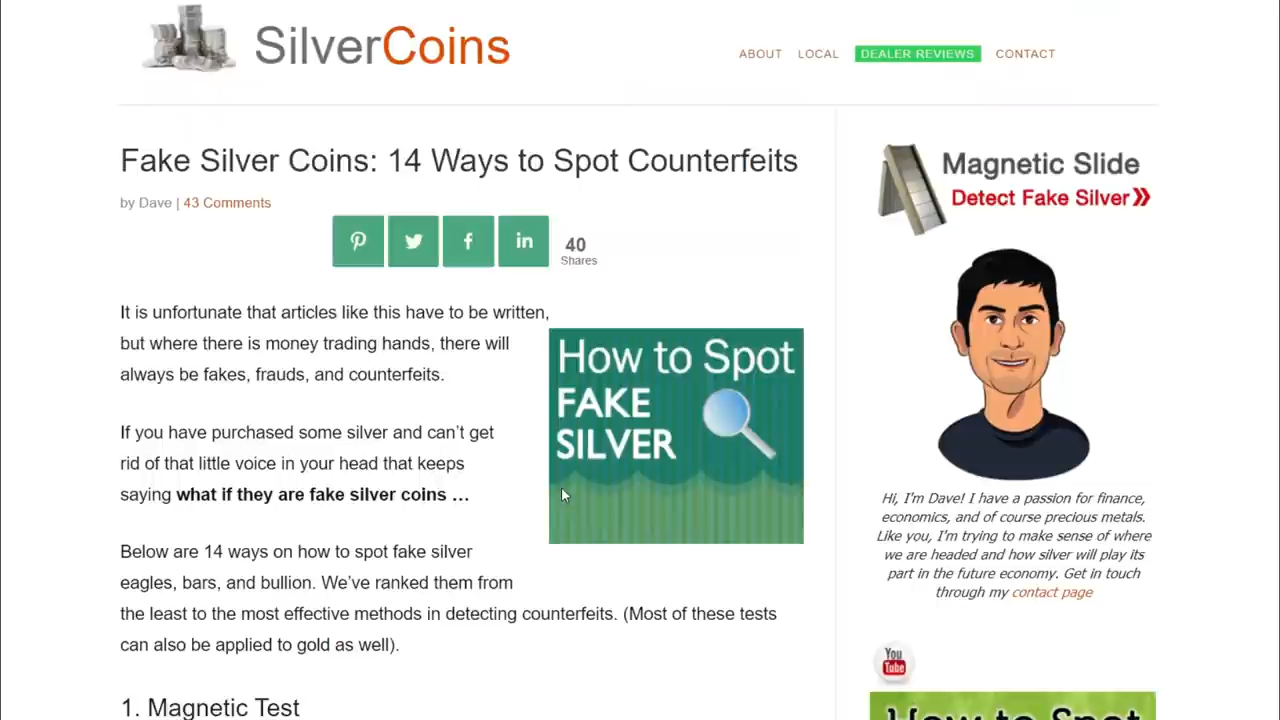 SilverCoins
ABOUT LOCAL DEALER REVIEWS CONTACT
Fake Silver Coins: 14 Ways to Spot Counterfeits
by Dave | 43 Comments
40
Shares
It is unfortunate that articles like this have to be written,
but where there is money trading hands, there will
always be fakes, frauds, and counterfeits.
If you have purchased some silver and can’t get
rid of that little voice in your head that keeps
saying what if they are fake silver coins …
How to Spot
FAKE
SILVER
Below are 14 ways on how to spot fake silver
eagles, bars, and bullion. We’ve ranked them from
the least to the most effective methods in detecting counterfeits. (Most of these tests
can also be applied to gold as well).
1. Magnetic Test
Magnetic Slide
Detect Fake Silver
Hi, I'm Dave! I have a passion for finance,
economics, and of course precious metals.
Like you, I'm trying to make sense of where
we are headed and how silver will play its
part in the future economy. Get in touch
through my contact page
You
Tube
How to Spot